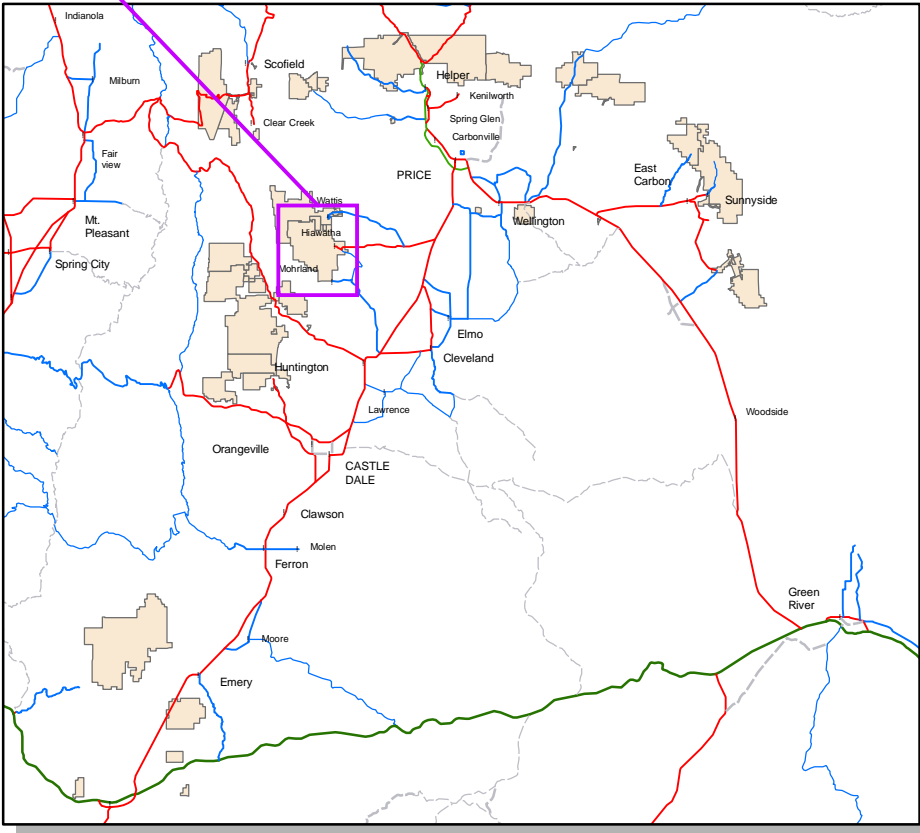 Indianola
Scofield
Helper
Milburn
Kenilworth
Clear Creek
Spring Glen
Carbonville
Fair
view
PRICE
East
Carbon
Sunnyside
Wattis
Mt.
Pleasant
Wellington
Hiawatha
Spring City
Mohrland
Elmo
Cleveland
Huntington
Lawrence
Woodside
Orangeville
CASTLE
DALE
Clawson
Molen
Ferron
Green
River
Moore
Emery